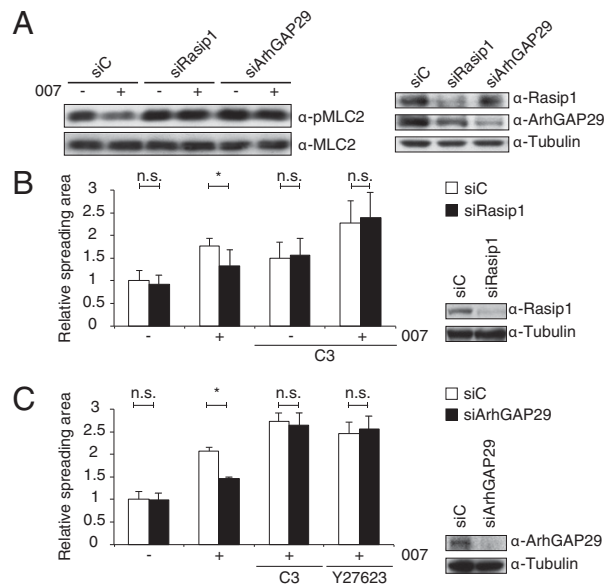 A
siC
siRasip1
siArhGAP29
007 - + - + - +
α-pMLC2
α-MLC2
siC
siRasip1
siArhGAP29
α-Rasip1
α-ArhGAP29
α-Tubulin
B
Relative spreading area
3
2.5
2
1.5
1
0.5
0
n.s.
*
n.s.
n.s.
- + - + 007
C3
siC
siRasip1
siC
siRasip1
α-Rasip1
α-Tubulin
C
Relative spreading area
3
2.5
2
1.5
1
0.5
0
n.s.
*
n.s.
n.s.
- + + + 007
C3 Y27623
siC
siArhGAP29
siC
siArhGAP29
α-ArhGAP29
α-Tubulin